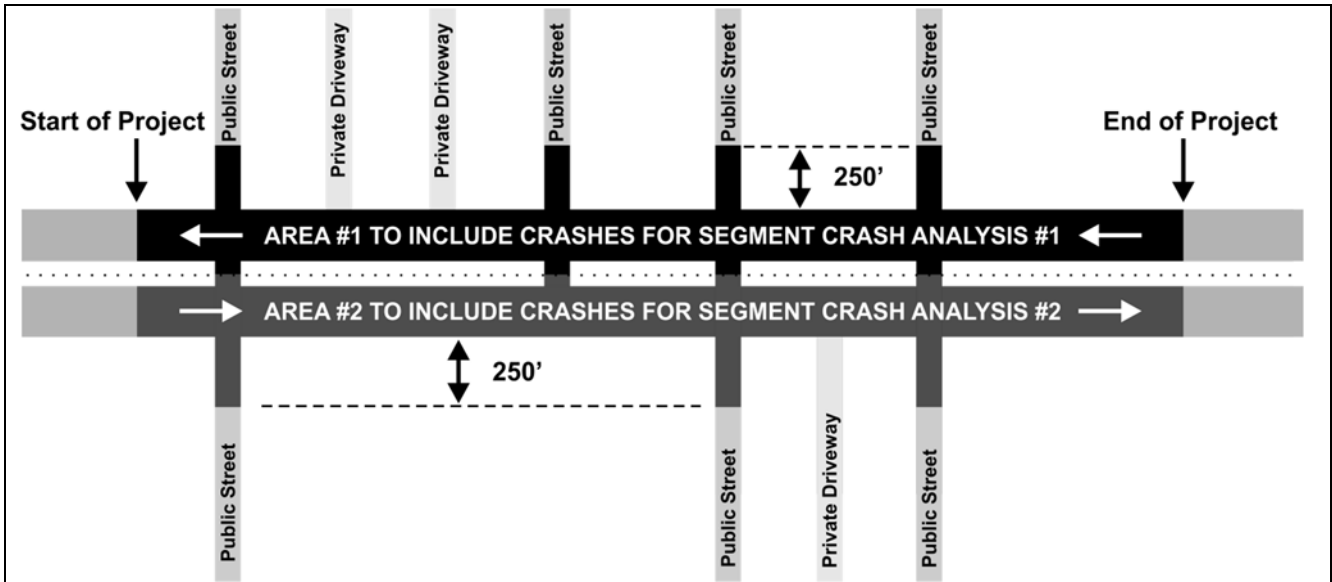 Public Street
Private Driveway
Private Driveway
Public Street
Public Street
Public Street
Start of Project
End of Project
250’
AREA #1 TO INCLUDE CRASHES FOR SEGMENT CRASH ANALYSIS #1
AREA #2 TO INCLUDE CRASHES FOR SEGMENT CRASH ANALYSIS #2
250’
Public Street
Public Street
Private Driveway
Public Street